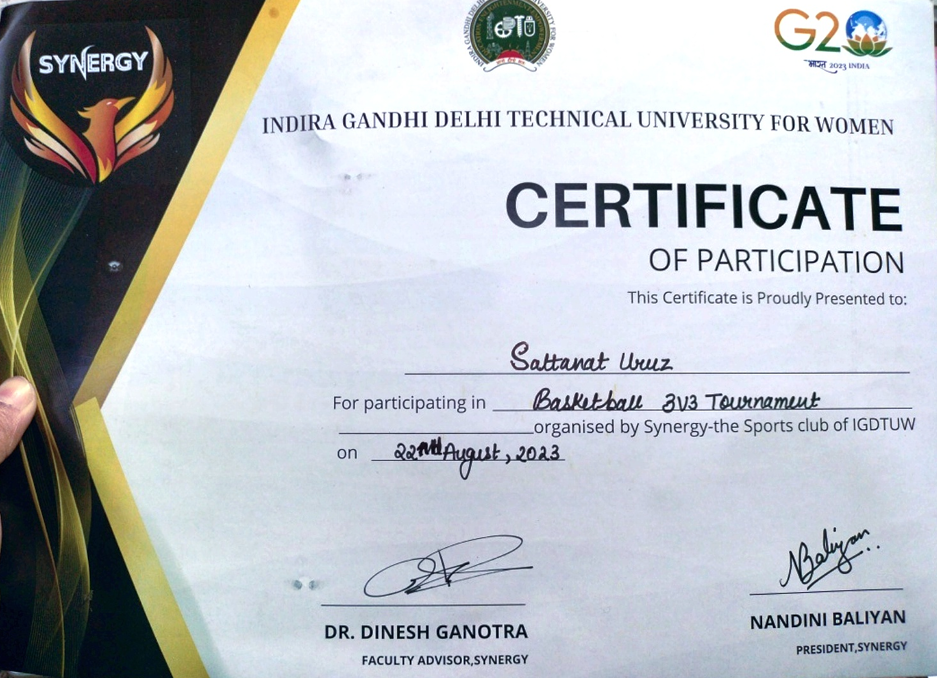 SYNERGY
INDIRA GANDHI DELHI TECHNICAL UNIVERSITY FOR WOMEN
G20
भारत 2023 INDIA
INDIRA GANDHI DELHI TECHNICAL UNIVERSITY FOR WOMEN
CERTIFICATE
OF PARTICIPATION
This Certificate is Proudly Presented to:
Saltanat Uruz
For participating in Basketball 3V3 Tournament
organised by Synergy-the Sports club of IGDTUW
on 22nd August, 2023
NBaliyan
DR. DINESH GANOTRA
FACULTY ADVISOR,SYNERGY
NANDINI BALIYAN
PRESIDENT,SYNERGY